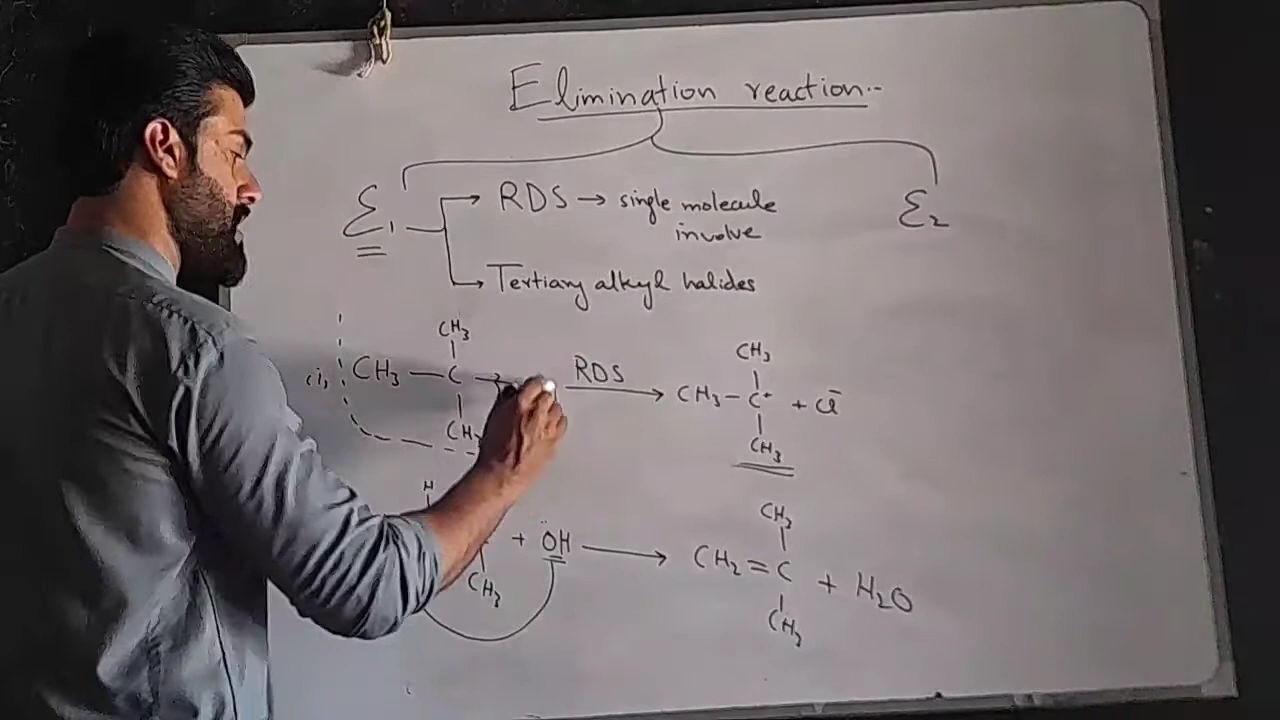 Elimination reaction..
E1 → RDS → single molecule
involve
E2
→ Tertiary alkyl halides
CH3
(i) CH3 — C
CH3
RDS →
CH3
CH3 – C+ + Cl-
CH3
H
+ ÖH →
CH3
CH3
CH2 = C + H2O
CH3